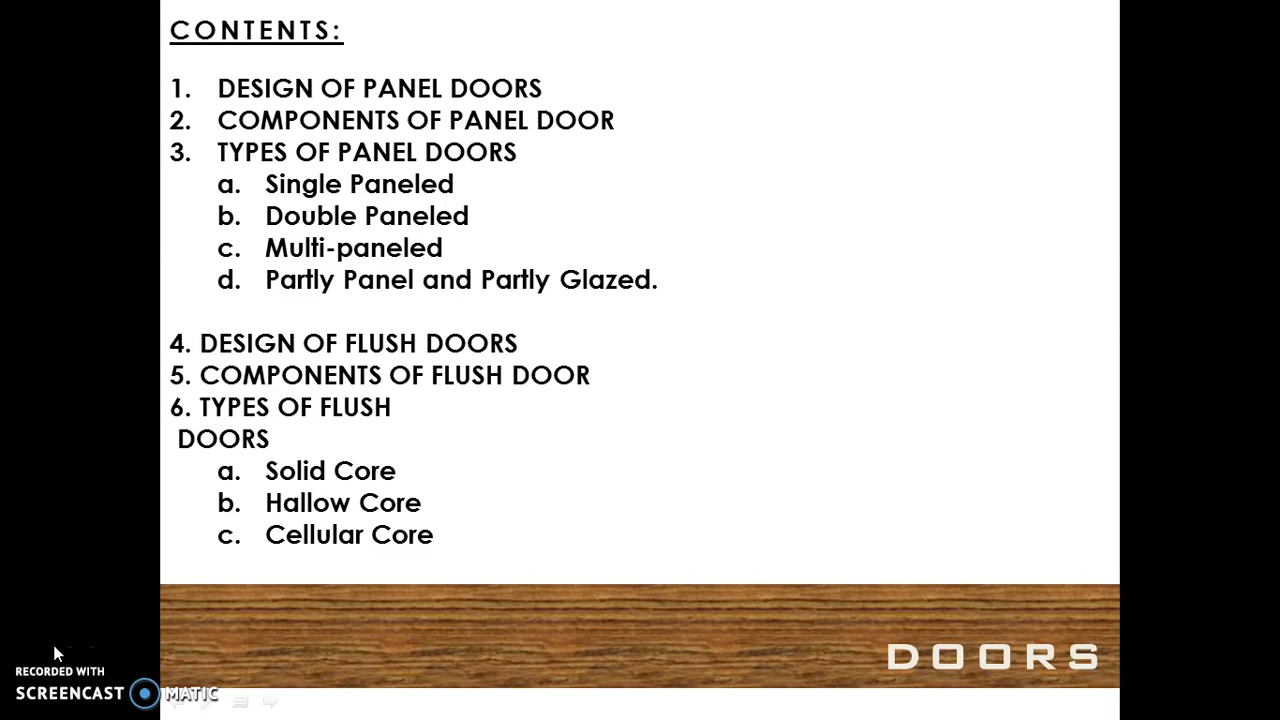 CONTENTS:
1. DESIGN OF PANEL DOORS
2. COMPONENTS OF PANEL DOOR
3. TYPES OF PANEL DOORS
a. Single Paneled
b. Double Paneled
c. Multi-paneled
d. Partly Panel and Partly Glazed.
4. DESIGN OF FLUSH DOORS
5. COMPONENTS OF FLUSH DOOR
6. TYPES OF FLUSH
DOORS
a. Solid Core
b. Hallow Core
c. Cellular Core
DOORS
RECORDED WITH
SCREENCAST MATIC